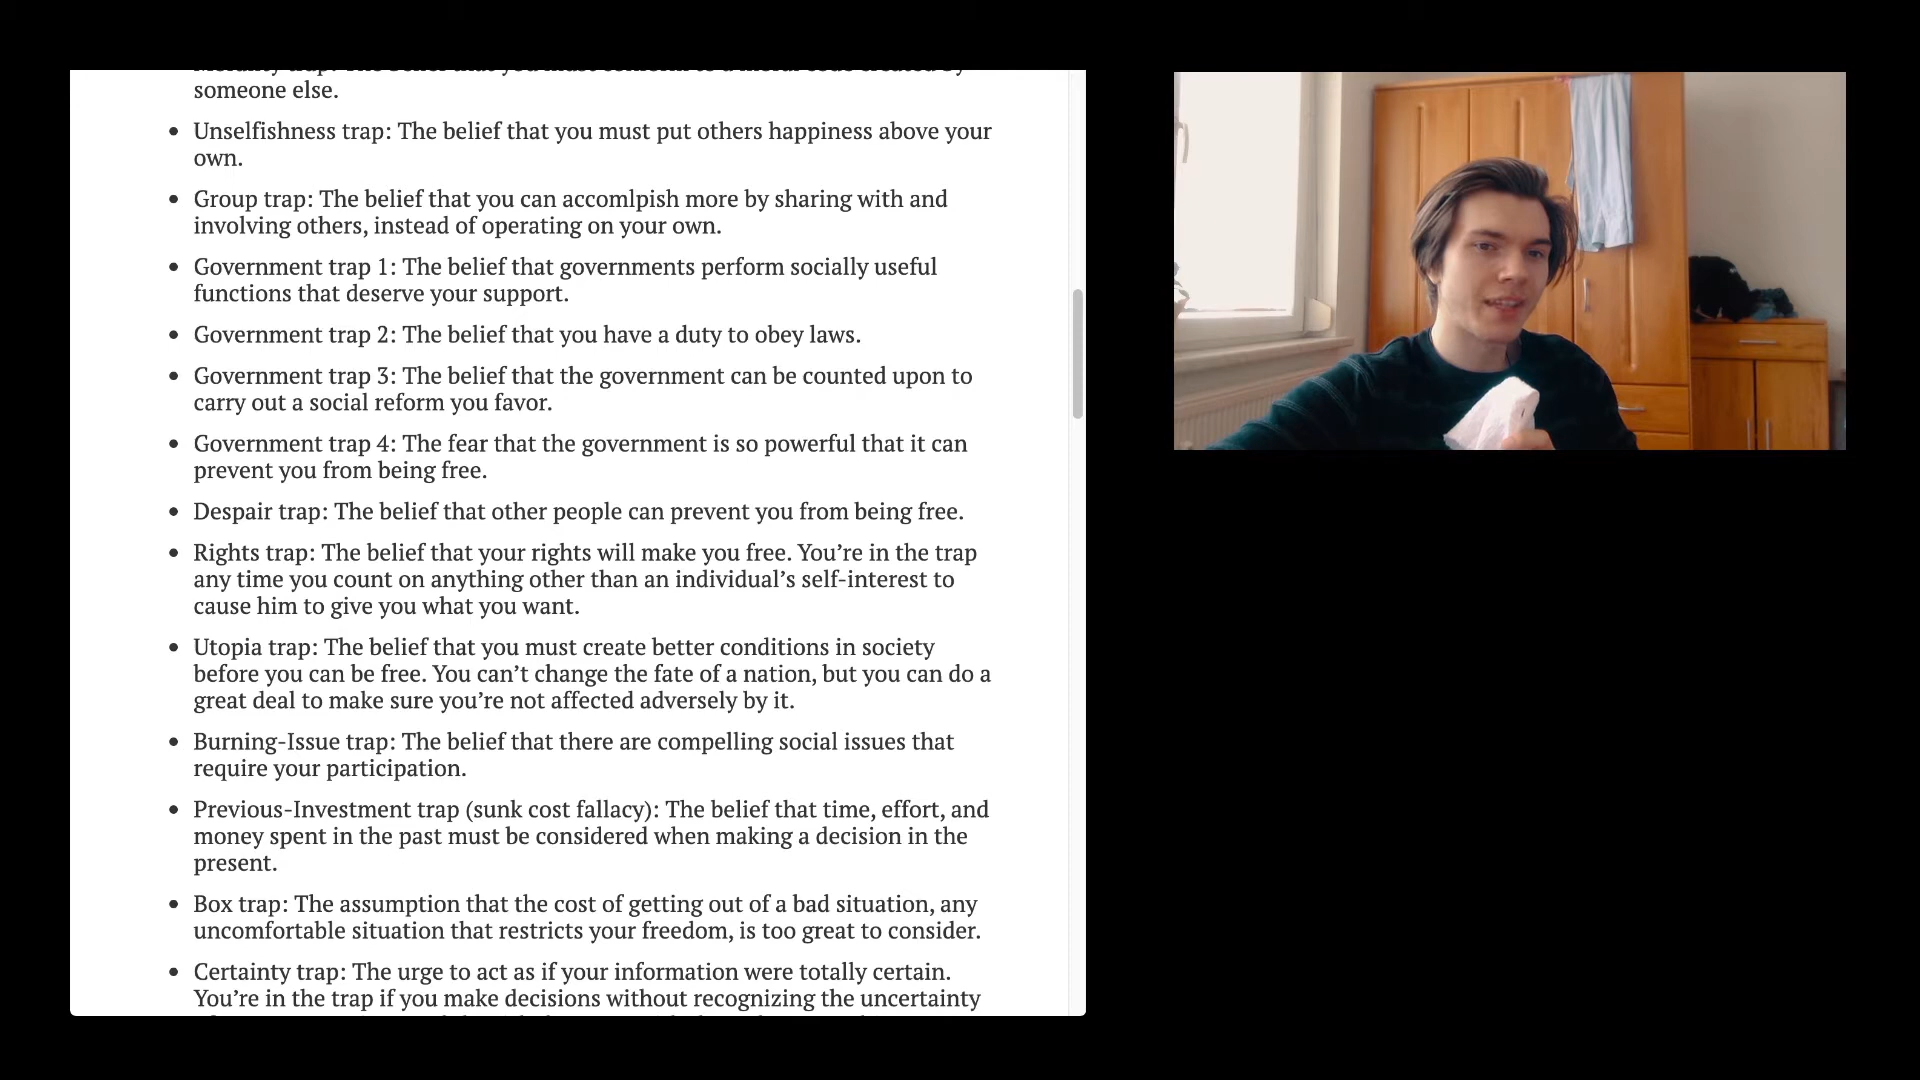 someone else.
• Unselfishness trap: The belief that you must put others happiness above your
own.
• Group trap: The belief that you can accomlpish more by sharing with and
involving others, instead of operating on your own.
• Government trap 1: The belief that governments perform socially useful
functions that deserve your support.
• Government trap 2: The belief that you have a duty to obey laws.
• Government trap 3: The belief that the government can be counted upon to
carry out a social reform you favor.
• Government trap 4: The fear that the government is so powerful that it can
prevent you from being free.
• Despair trap: The belief that other people can prevent you from being free.
• Rights trap: The belief that your rights will make you free. You’re in the trap
any time you count on anything other than an individual’s self-interest to
cause him to give you what you want.
• Utopia trap: The belief that you must create better conditions in society
before you can be free. You can’t change the fate of a nation, but you can do a
great deal to make sure you’re not affected adversely by it.
• Burning-Issue trap: The belief that there are compelling social issues that
require your participation.
• Previous-Investment trap (sunk cost fallacy): The belief that time, effort, and
money spent in the past must be considered when making a decision in the
present.
• Box trap: The assumption that the cost of getting out of a bad situation, any
uncomfortable situation that restricts your freedom, is too great to consider.
• Certainty trap: The urge to act as if your information were totally certain.
You’re in the trap if you make decisions without recognizing the uncertainty